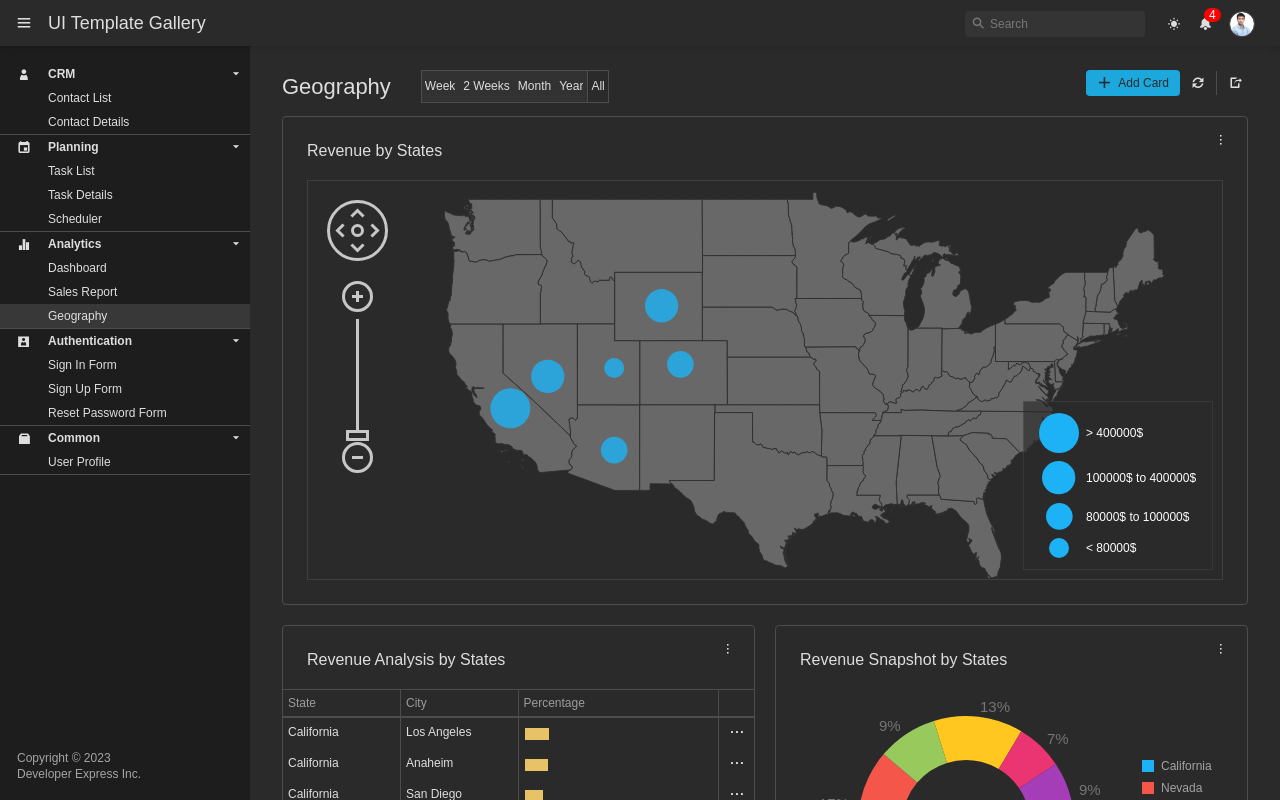 UI Template Gallery
Search
4
CRM
Contact List
Contact Details
Planning
Task List
Task Details
Scheduler
Analytics
Dashboard
Sales Report
Geography
Authentication
Sign In Form
Sign Up Form
Reset Password Form
Common
User Profile
Copyright © 2023
Developer Express Inc.
Geography
Week 2 Weeks Month Year All
Add Card
Revenue by States
> 400000$
100000$ to 400000$
80000$ to 100000$
< 80000$
Revenue Analysis by States
State City Percentage
California Los Angeles
California Anaheim
California San Diego
Revenue Snapshot by States
13%
9%
7%
9%
California
Nevada